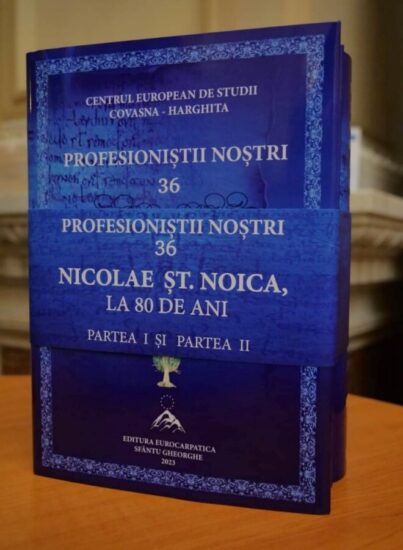 CENTRUL EUROPEAN DE STUDII
COVASNA - HARGHITA
PROFESIONIȘTII NOȘTRI
36
PROFESIONIȘTII NOȘTRI
36
NICOLAE ȘT. NOICA,
LA 80 DE ANI
PARTEA I ȘI PARTEA II
EDITURA EUROCARPATICA
SFÂNTU GHEORGHE
2023